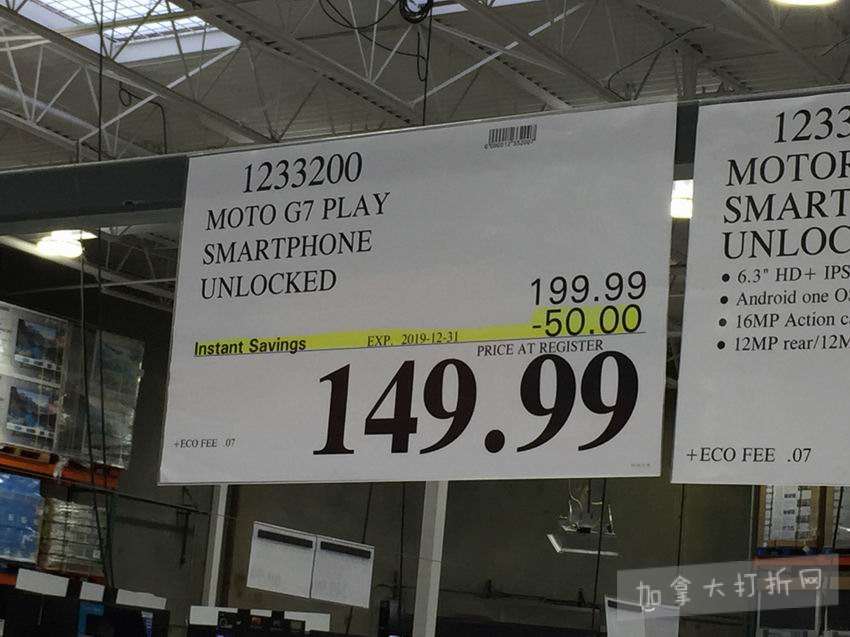 1233200
MOTO G7 PLAY
SMARTPHONE
UNLOCKED
199.99
-50.00
Instant Savings EXP. 2019-12-31
PRICE AT REGISTER
149.99
+ECO FEE .07
1233
MOTOR
SMART
UNLOC
• 6.3" HD+ IPS
• Android one O
• 16MP Action c
• 12MP rear/12M
+ECO FEE .07
加拿大打折网